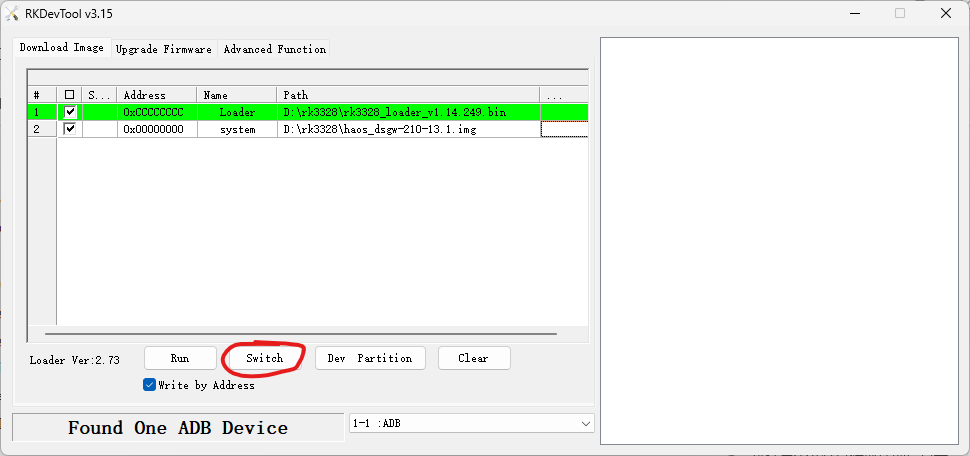 RKDevTool v3.15
Download Image Upgrade Firmware Advanced Function
# S... Address Name Path ...
1 0xCCCCCCCC Loader D:\rk3328\rk3328_loader_v1.14.249.bin
2 0x00000000 system D:\rk3328\haos_dsgw-210-13.1.img
Loader Ver:2.73 Run Switch Dev Partition Clear
Write by Address
Found One ADB Device 1-1 :ADB